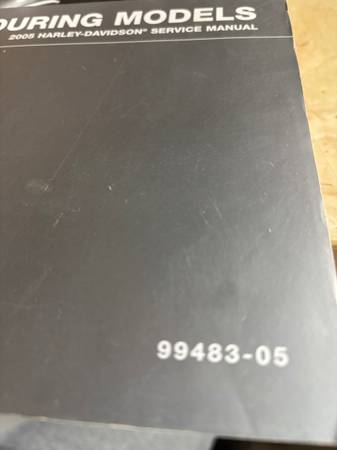 OURING MODELS
2005 HARLEY-DAVIDSON® SERVICE MANUAL
99483-05